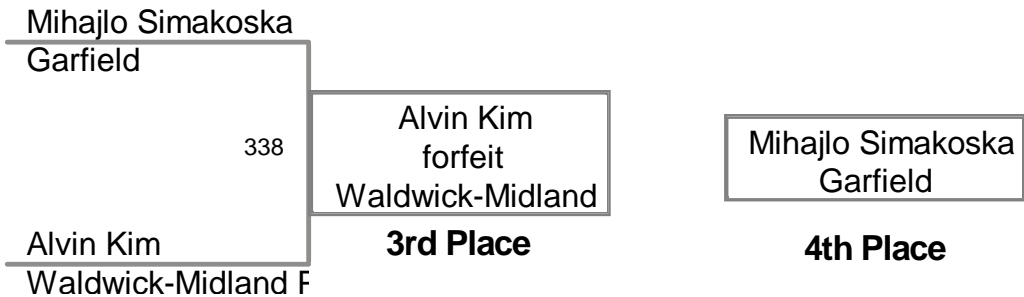 Mihajlo Simakoska
Garfield
338
Alvin Kim
Waldwick-Midland
Alvin Kim
forfeit
Waldwick-Midland
3rd Place
Mihajlo Simakoska
Garfield
4th Place